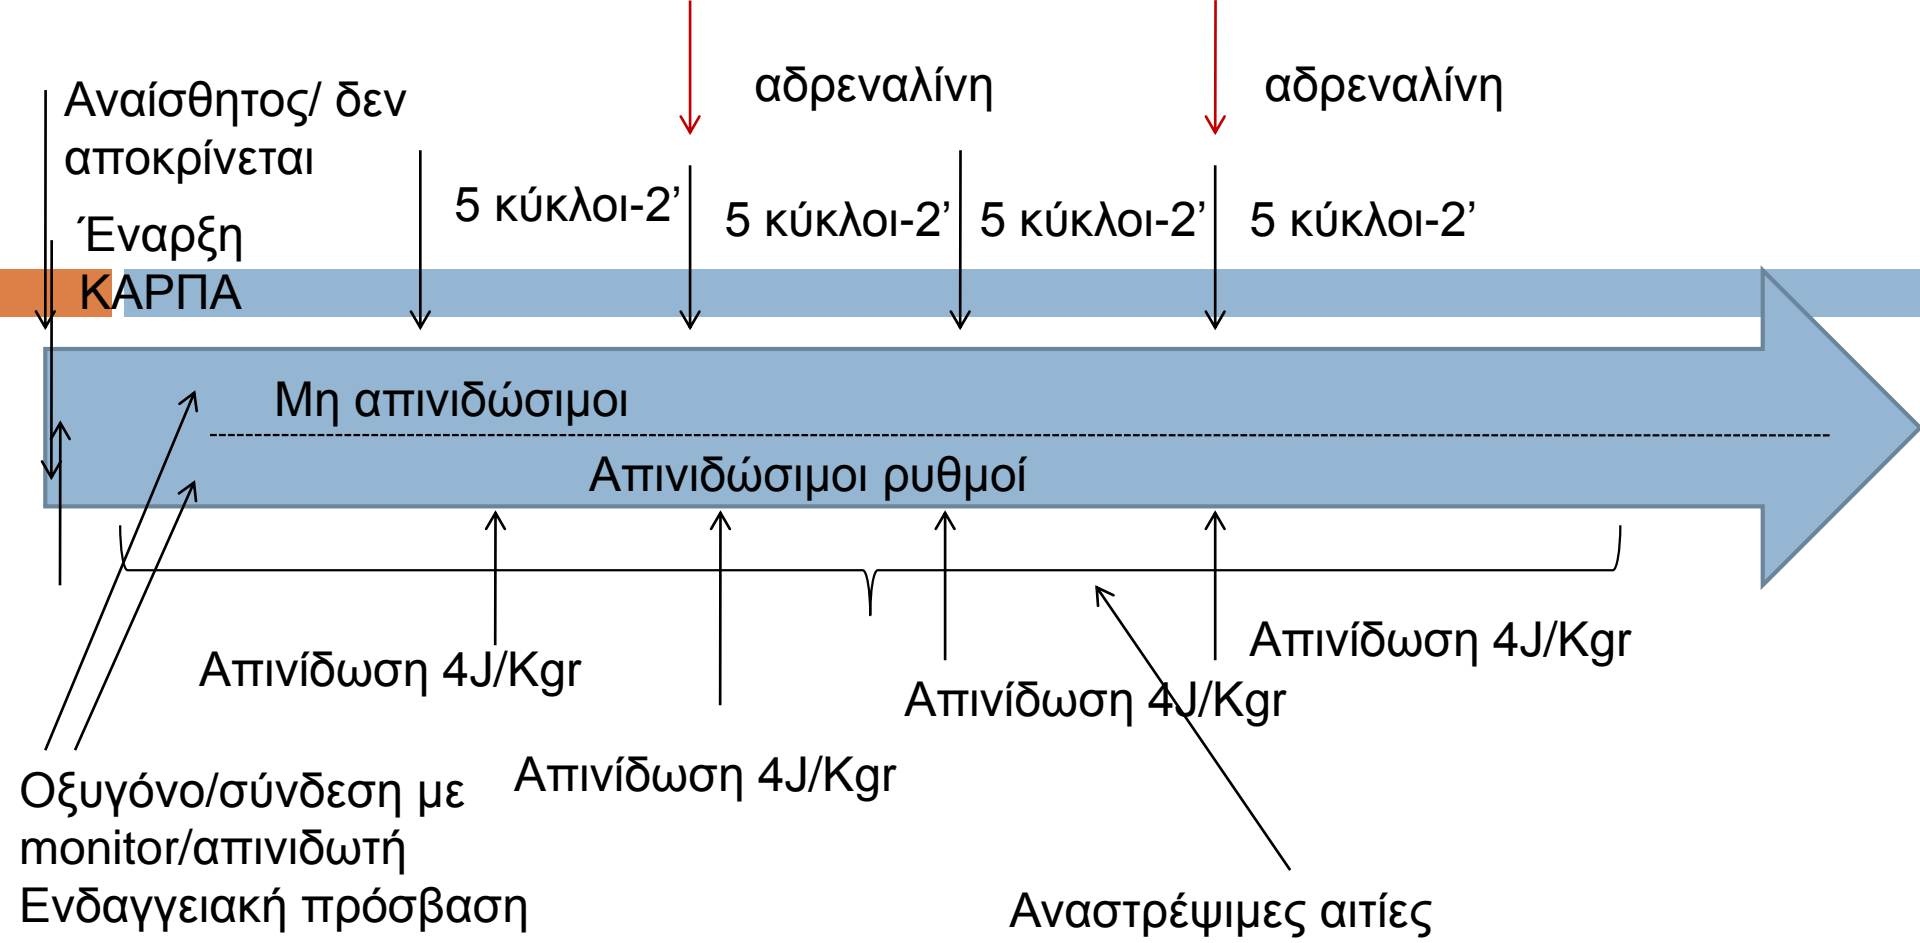 αδρεναλίνη
αδρεναλίνη
Αναίσθητος/ δεν
αποκρίνεται
5 κύκλοι-2’
5 κύκλοι-2’
5 κύκλοι-2’
5 κύκλοι-2’
Έναρξη
ΚΑΡΠΑ
Μη απινιδώσιμοι
Απινιδώσιμοι ρυθμοί
Απινίδωση 4J/Kgr
Απινίδωση 4J/Kgr
Απινίδωση 4J/Kgr
Απινίδωση 4J/Kgr
Οξυγόνο/σύνδεση με
monitor/απινιδωτή
Ενδαγγειακή πρόσβαση
Αναστρέψιμες αιτίες